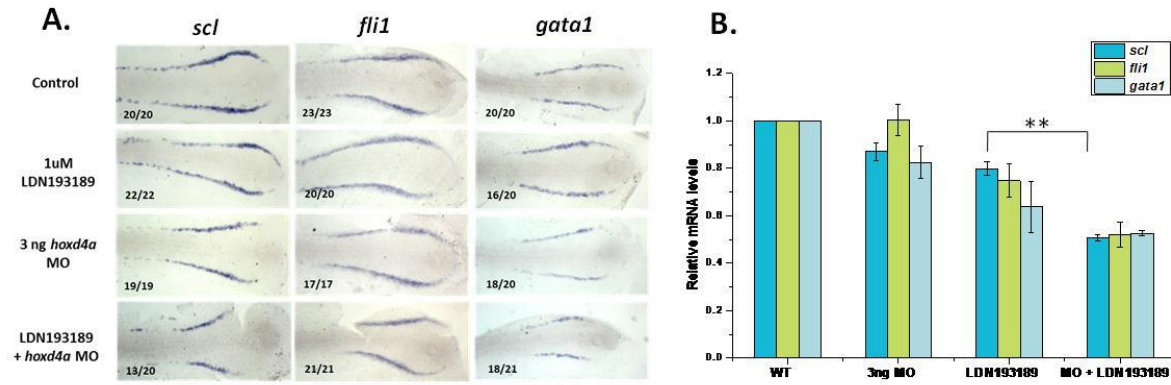 A.
scl fli1 gata1
Control
20/20 23/23 20/20
1uM
LDN193189
22/22 20/20 16/20
3 ng hoxd4a
MO
19/19 17/17 18/20
LDN193189
+ hoxd4a MO
13/20 21/21 18/21
B.
scl
fli1
gata1
**
Relative mRNA levels
1.2
1.0
0.8
0.6
0.4
0.2
0.0
WT 3ng MO LDN193189 MO + LDN193189